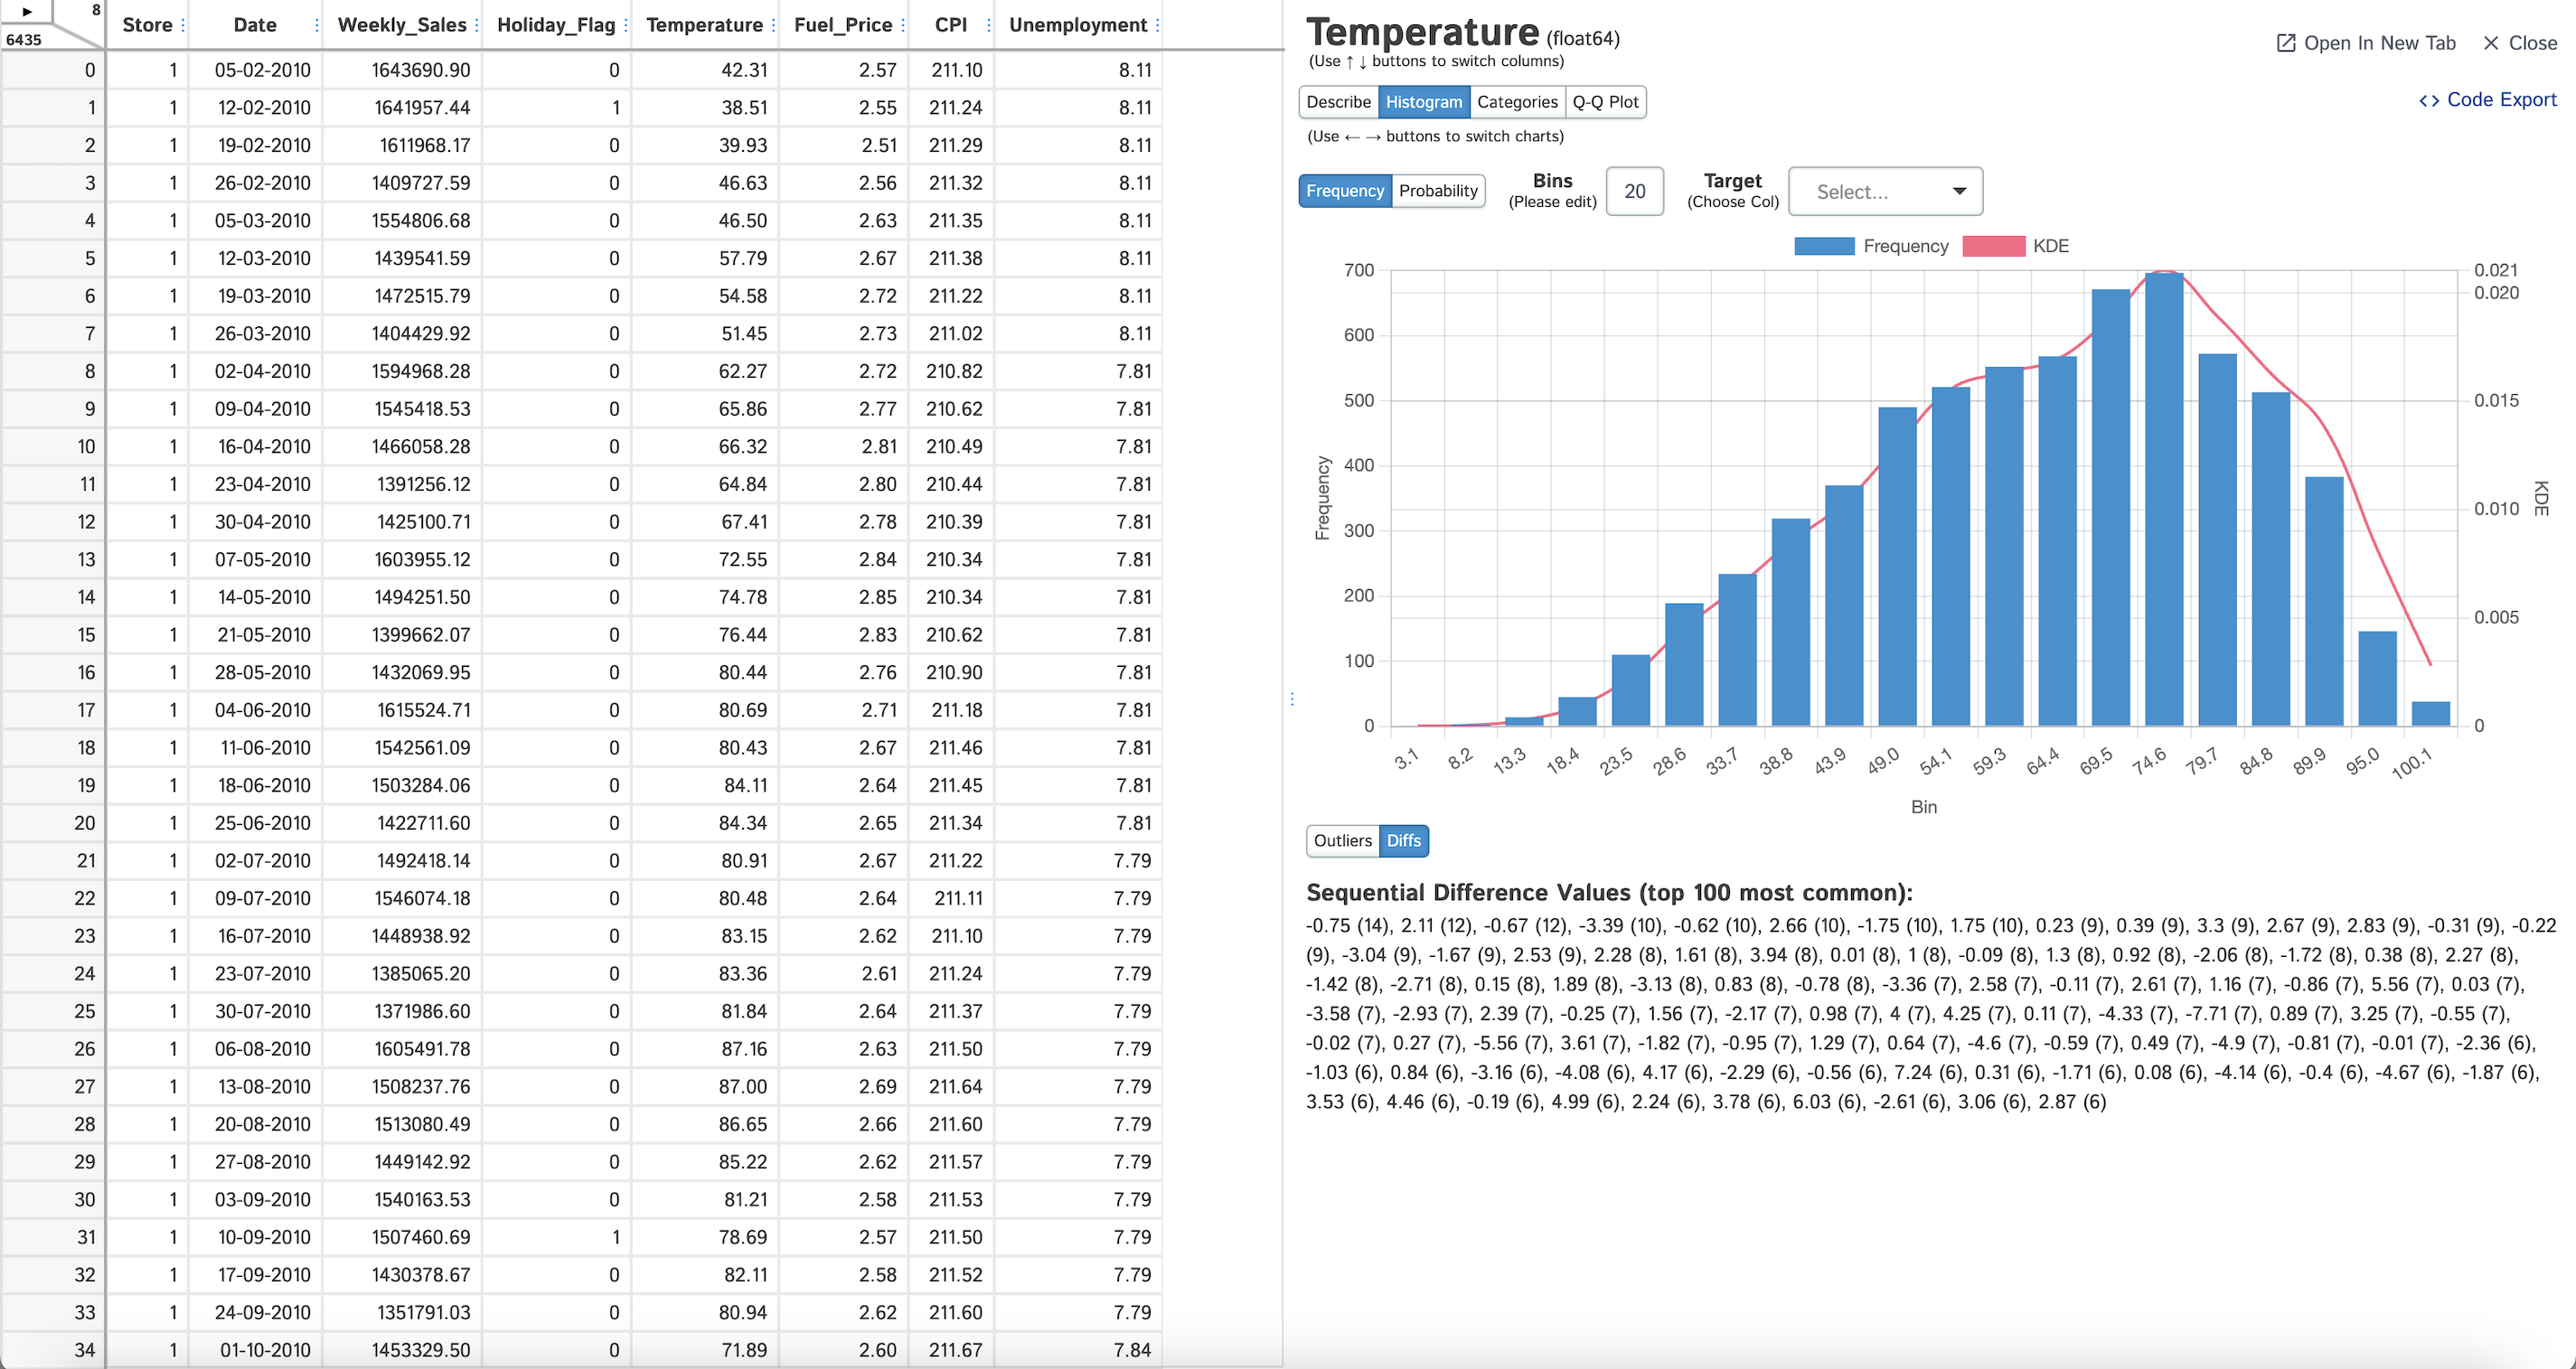 ▶ 8
6435
Store Date Weekly_Sales Holiday_Flag Temperature Fuel_Price CPI Unemployment
0 1 05-02-2010 1643690.90 0 42.31 2.57 211.10 8.11
1 1 12-02-2010 1641957.44 1 38.51 2.55 211.24 8.11
2 1 19-02-2010 1611968.17 0 39.93 2.51 211.29 8.11
3 1 26-02-2010 1409727.59 0 46.63 2.56 211.32 8.11
4 1 05-03-2010 1554806.68 0 46.50 2.63 211.35 8.11
5 1 12-03-2010 1439541.59 0 57.79 2.67 211.38 8.11
6 1 19-03-2010 1472515.79 0 54.58 2.72 211.22 8.11
7 1 26-03-2010 1404429.92 0 51.45 2.73 211.02 8.11
8 1 02-04-2010 1594968.28 0 62.27 2.72 210.82 7.81
9 1 09-04-2010 1545418.53 0 65.86 2.77 210.62 7.81
10 1 16-04-2010 1466058.28 0 66.32 2.81 210.49 7.81
11 1 23-04-2010 1391256.12 0 64.84 2.80 210.44 7.81
12 1 30-04-2010 1425100.71 0 67.41 2.78 210.39 7.81
13 1 07-05-2010 1603955.12 0 72.55 2.84 210.34 7.81
14 1 14-05-2010 1494251.50 0 74.78 2.85 210.34 7.81
15 1 21-05-2010 1399662.07 0 76.44 2.83 210.62 7.81
16 1 28-05-2010 1432069.95 0 80.44 2.76 210.90 7.81
17 1 04-06-2010 1615524.71 0 80.69 2.71 211.18 7.81
18 1 11-06-2010 1542561.09 0 80.43 2.67 211.46 7.81
19 1 18-06-2010 1503284.06 0 84.11 2.64 211.45 7.81
20 1 25-06-2010 1422711.60 0 84.34 2.65 211.34 7.81
21 1 02-07-2010 1492418.14 0 80.91 2.67 211.22 7.79
22 1 09-07-2010 1546074.18 0 80.48 2.64 211.11 7.79
23 1 16-07-2010 1448938.92 0 83.15 2.62 211.10 7.79
24 1 23-07-2010 1385065.20 0 83.36 2.61 211.24 7.79
25 1 30-07-2010 1371986.60 0 81.84 2.64 211.37 7.79
26 1 06-08-2010 1605491.78 0 87.16 2.63 211.50 7.79
27 1 13-08-2010 1508237.76 0 87.00 2.69 211.64 7.79
28 1 20-08-2010 1513080.49 0 86.65 2.66 211.60 7.79
29 1 27-08-2010 1449142.92 0 85.22 2.62 211.57 7.79
30 1 03-09-2010 1540163.53 0 81.21 2.58 211.53 7.79
31 1 10-09-2010 1507460.69 1 78.69 2.57 211.50 7.79
32 1 17-09-2010 1430378.67 0 82.11 2.58 211.52 7.79
33 1 24-09-2010 1351791.03 0 80.94 2.62 211.60 7.79
34 1 01-10-2010 1453329.50 0 71.89 2.60 211.67 7.84
Temperature (float64)
(Use ↑ ↓ buttons to switch columns)
Open In New Tab × Close
Describe Histogram Categories Q-Q Plot
<> Code Export
(Use ← → buttons to switch charts)
Frequency Probability
Bins
(Please edit)
20
Target
(Choose Col)
Select...
Frequency KDE
700
600
500
400
300
200
100
0
Frequency
0.021
0.020
0.015
0.010
0.005
0
KDE
3.1 8.2 13.3 18.4 23.5 28.6 33.7 38.8 43.9 49.0 54.1 59.3 64.4 69.5 74.6 79.7 84.8 89.9 95.0 100.1
Bin
Outliers Diffs
Sequential Difference Values (top 100 most common):
-0.75 (14), 2.11 (12), -0.67 (12), -3.39 (10), -0.62 (10), 2.66 (10), -1.75 (10), 1.75 (10), 0.23 (9), 0.39 (9), 3.3 (9), 2.67 (9), 2.83 (9), -0.31 (9), -0.22
(9), -3.04 (9), -1.67 (9), 2.53 (9), 2.28 (8), 1.61 (8), 3.94 (8), 0.01 (8), 1 (8), -0.09 (8), 1.3 (8), 0.92 (8), -2.06 (8), -1.72 (8), 0.38 (8), 2.27 (8),
-1.42 (8), -2.71 (8), 0.15 (8), 1.89 (8), -3.13 (8), 0.83 (8), -0.78 (8), -3.36 (7), 2.58 (7), -0.11 (7), 2.61 (7), 1.16 (7), -0.86 (7), 5.56 (7), 0.03 (7),
-3.58 (7), -2.93 (7), 2.39 (7), -0.25 (7), 1.56 (7), -2.17 (7), 0.98 (7), 4 (7), 4.25 (7), 0.11 (7), -4.33 (7), -7.71 (7), 0.89 (7), 3.25 (7), -0.55 (7),
-0.02 (7), 0.27 (7), -5.56 (7), 3.61 (7), -1.82 (7), -0.95 (7), 1.29 (7), 0.64 (7), -4.6 (7), -0.59 (7), 0.49 (7), -4.9 (7), -0.81 (7), -0.01 (7), -2.36 (6),
-1.03 (6), 0.84 (6), -3.16 (6), -4.08 (6), 4.17 (6), -2.29 (6), -0.56 (6), 7.24 (6), 0.31 (6), -1.71 (6), 0.08 (6), -4.14 (6), -0.4 (6), -4.67 (6), -1.87 (6),
3.53 (6), 4.46 (6), -0.19 (6), 4.99 (6), 2.24 (6), 3.78 (6), 6.03 (6), -2.61 (6), 3.06 (6), 2.87 (6)